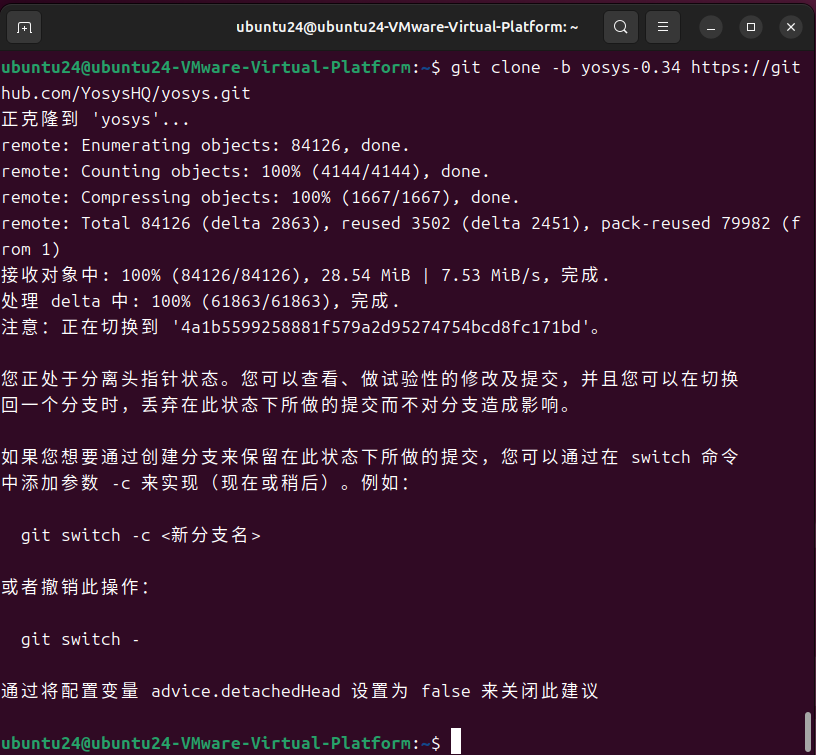 ubuntu24@ubuntu24-VMware-Virtual-Platform: ~
ubuntu24@ubuntu24-VMware-Virtual-Platform:~$ git clone -b yosys-0.34 https://git
hub.com/YosysHQ/yosys.git
正克隆到 'yosys'...
remote: Enumerating objects: 84126, done.
remote: Counting objects: 100% (4144/4144), done.
remote: Compressing objects: 100% (1667/1667), done.
remote: Total 84126 (delta 2863), reused 3502 (delta 2451), pack-reused 79982 (f
rom 1)
接收对象中: 100% (84126/84126), 28.54 MiB | 7.53 MiB/s, 完成.
处理 delta 中: 100% (61863/61863), 完成.
注意：正在切换到 '4a1b5599258881f579a2d95274754bcd8fc171bd'。
您正处于分离头指针状态。您可以查看、做试验性的修改及提交，并且您可以在切换
回一个分支时，丢弃在此状态下所做的提交而不对分支造成影响。
如果您想要通过创建分支来保留在此状态下所做的提交，您可以通过在 switch 命令
中添加参数 -c 来实现（现在或稍后）。例如：
git switch -c <新分支名>
或者撤销此操作：
git switch -
通过将配置变量 advice.detachedHead 设置为 false 来关闭此建议
ubuntu24@ubuntu24-VMware-Virtual-Platform:~$